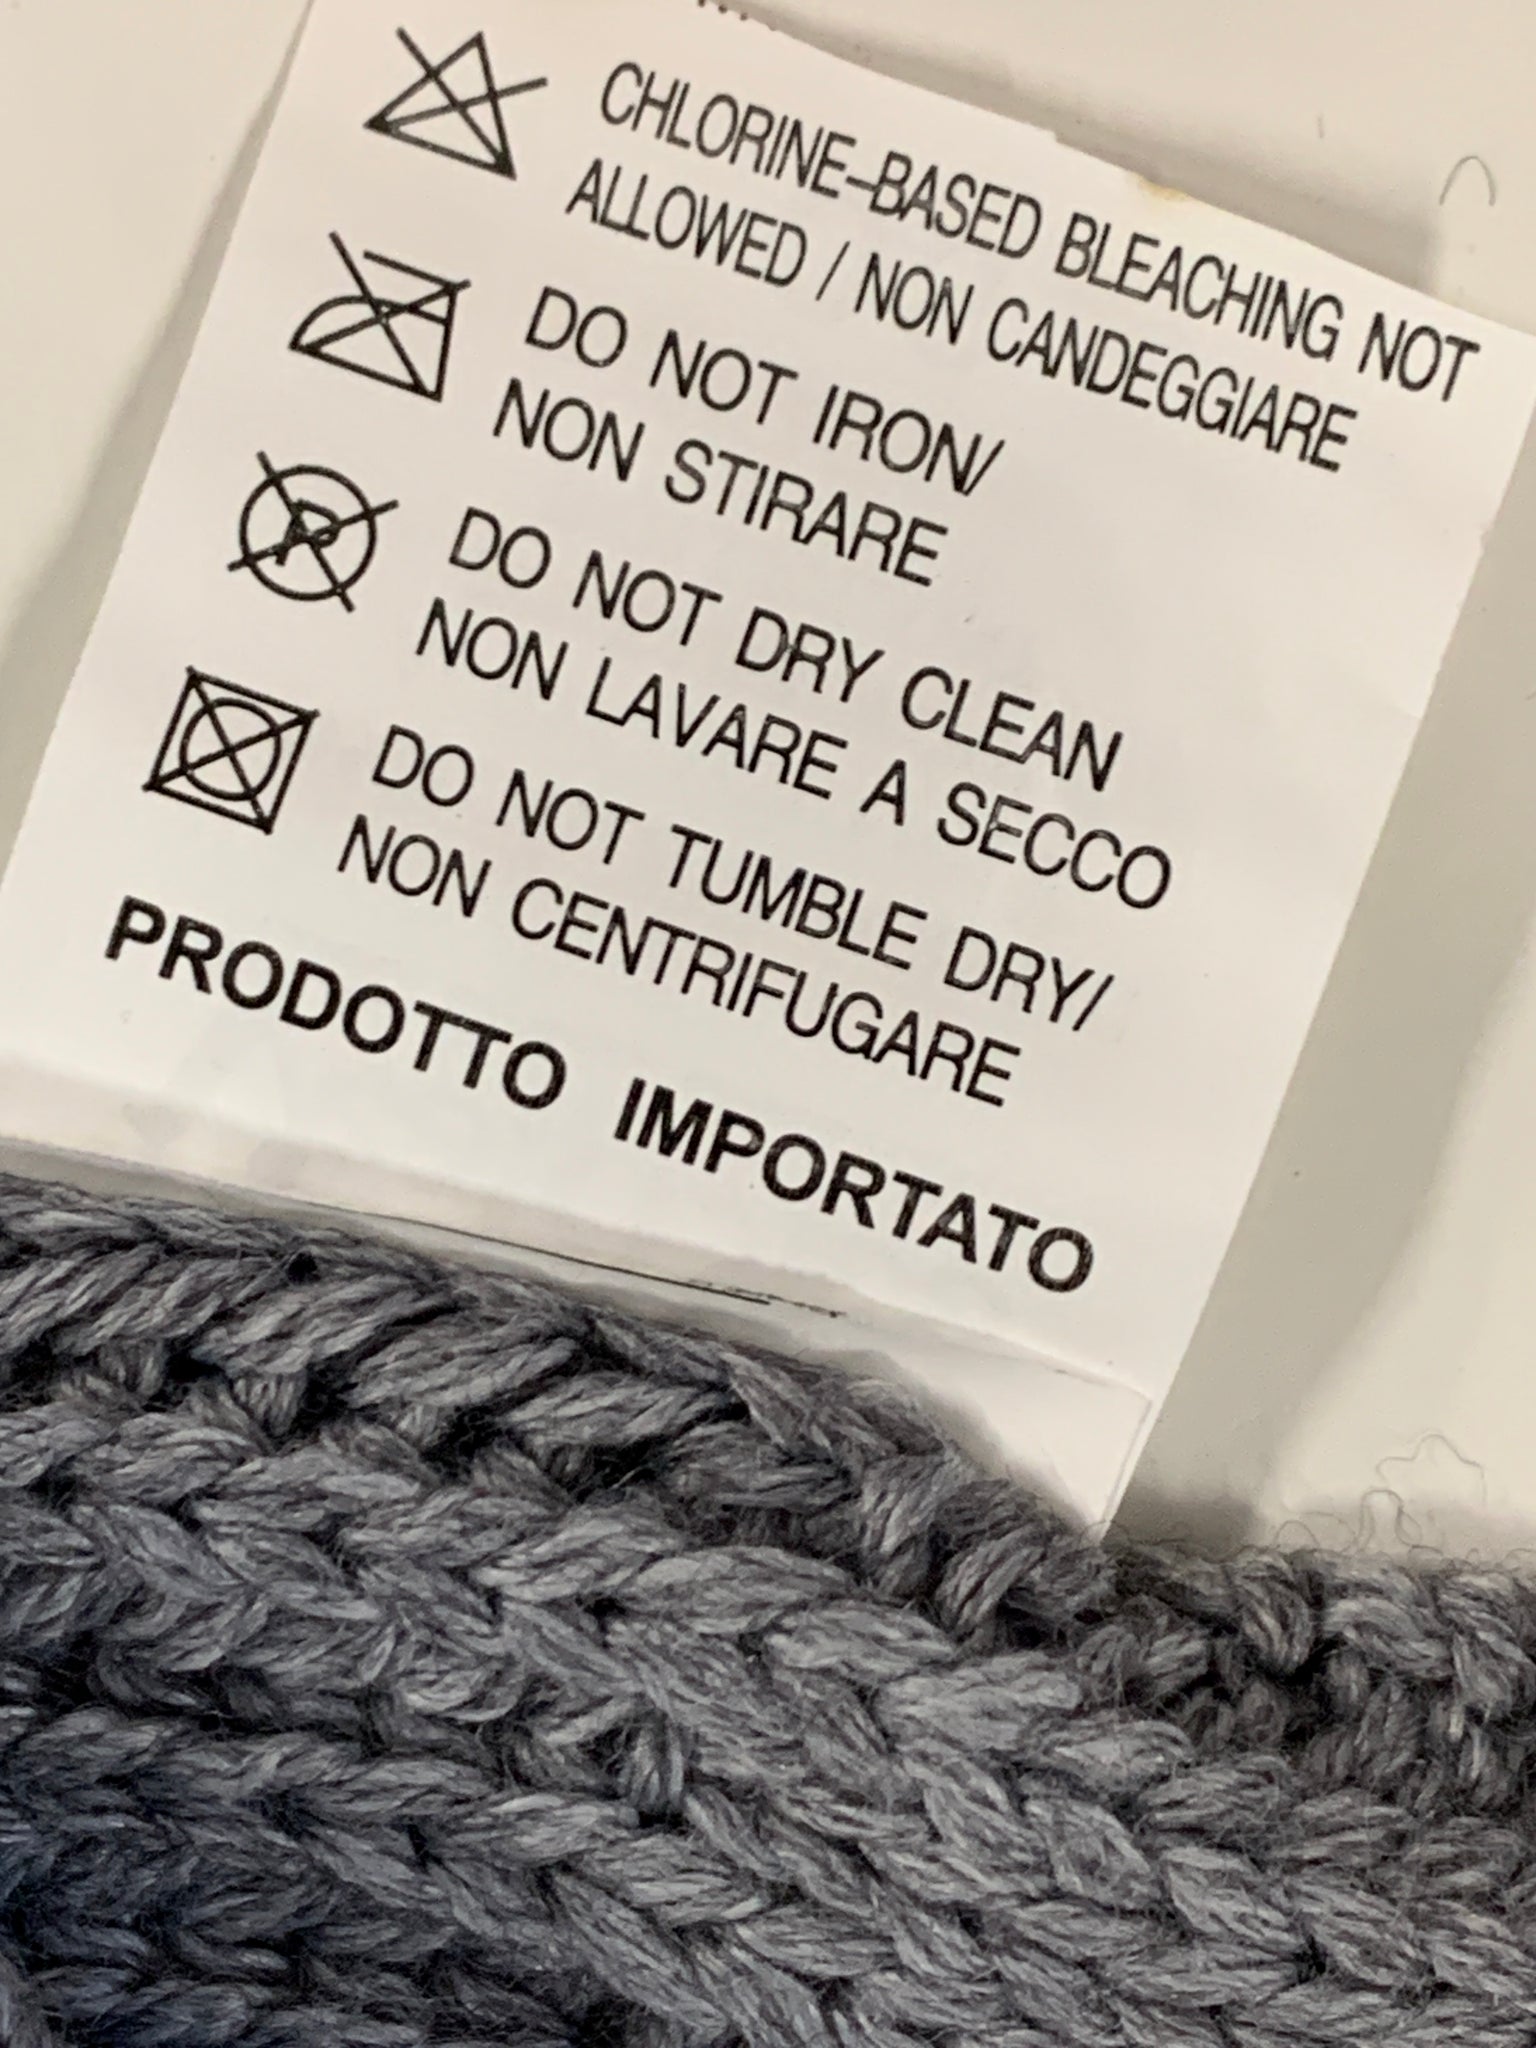 CHLORINE-BASED BLEACHING NOT
ALLOWED / NON CANDEGGIARE
DO NOT IRON/
NON STIRARE
P
DO NOT DRY CLEAN
NON LAVARE A SECCO
DO NOT TUMBLE DRY/
NON CENTRIFUGARE
PRODOTTO IMPORTATO